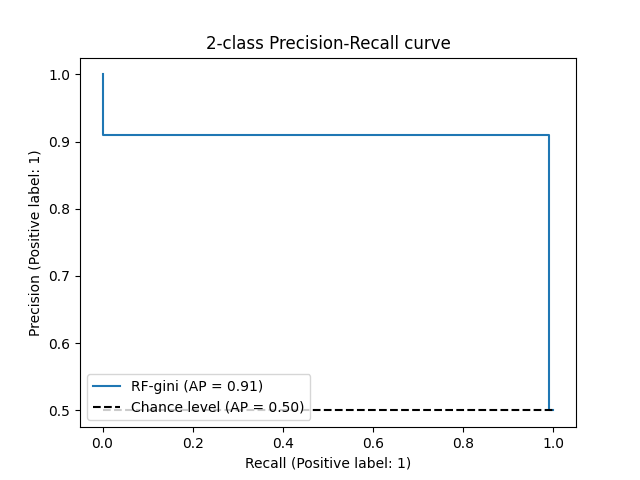 2-class Precision-Recall curve
Precision (Positive label: 1)
1.0
0.9
0.8
0.7
0.6
0.5
RF-gini (AP = 0.91)
Chance level (AP = 0.50)
0.0 0.2 0.4 0.6 0.8 1.0
Recall (Positive label: 1)